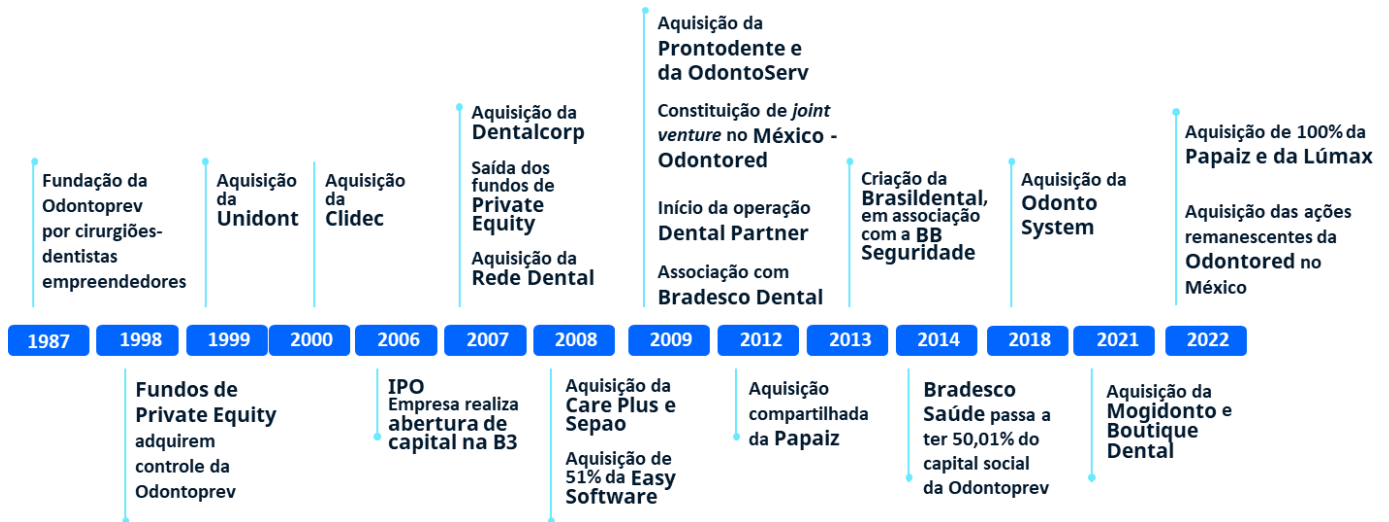 Fundação da
Odontoprev
por cirurgiões-
dentistas
empreendedores
Aquisição
da
Unidont
Aquisição
da
Clidec
Aquisição da
Dentalcorp
Saída dos
fundos de
Private
Equity
Aquisição da
Rede Dental
Aquisição da
Prontodente e
da OdontoServ
Constituição de joint
venture no México -
Odontored
Início da operação
Dental Partner
Associação com
Bradesco Dental
Criação da
Brasildental,
em associação
com a BB
Seguridade
Aquisição da
Odonto
System
Aquisição de 100% da
Papaiz e da Lúmax
Aquisição das ações
remanescentes da
Odontored no
México
1987 1998 1999 2000 2006 2007 2008 2009 2012 2013 2014 2018 2021 2022
Fundos de
Private Equity
adquirem
controle da
Odontoprev
IPO
Empresa realiza
abertura de
capital na B3
Aquisição da
Care Plus e
Sepao
Aquisição de
51% da Easy
Software
Aquisição
compartilhada
da Papaiz
Bradesco
Saúde passa a
ter 50,01% do
capital social
da Odontoprev
Aquisição da
Mogidonto e
Boutique
Dental